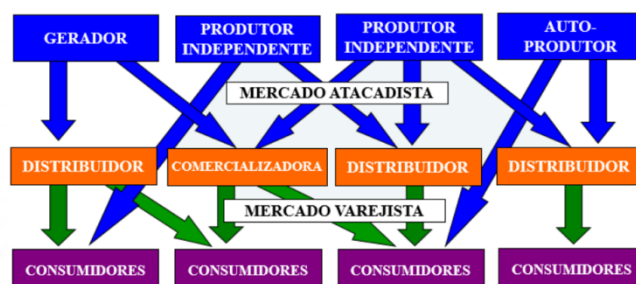 GERADOR
PRODUTOR
INDEPENDENTE
PRODUTOR
INDEPENDENTE
AUTO-
PRODUTOR
MERCADO ATACADISTA
DISTRIBUIDOR
COMERCIALIZADORA
DISTRIBUIDOR
DISTRIBUIDOR
MERCADO VAREJISTA
CONSUMIDORES
CONSUMIDORES
CONSUMIDORES
CONSUMIDORES